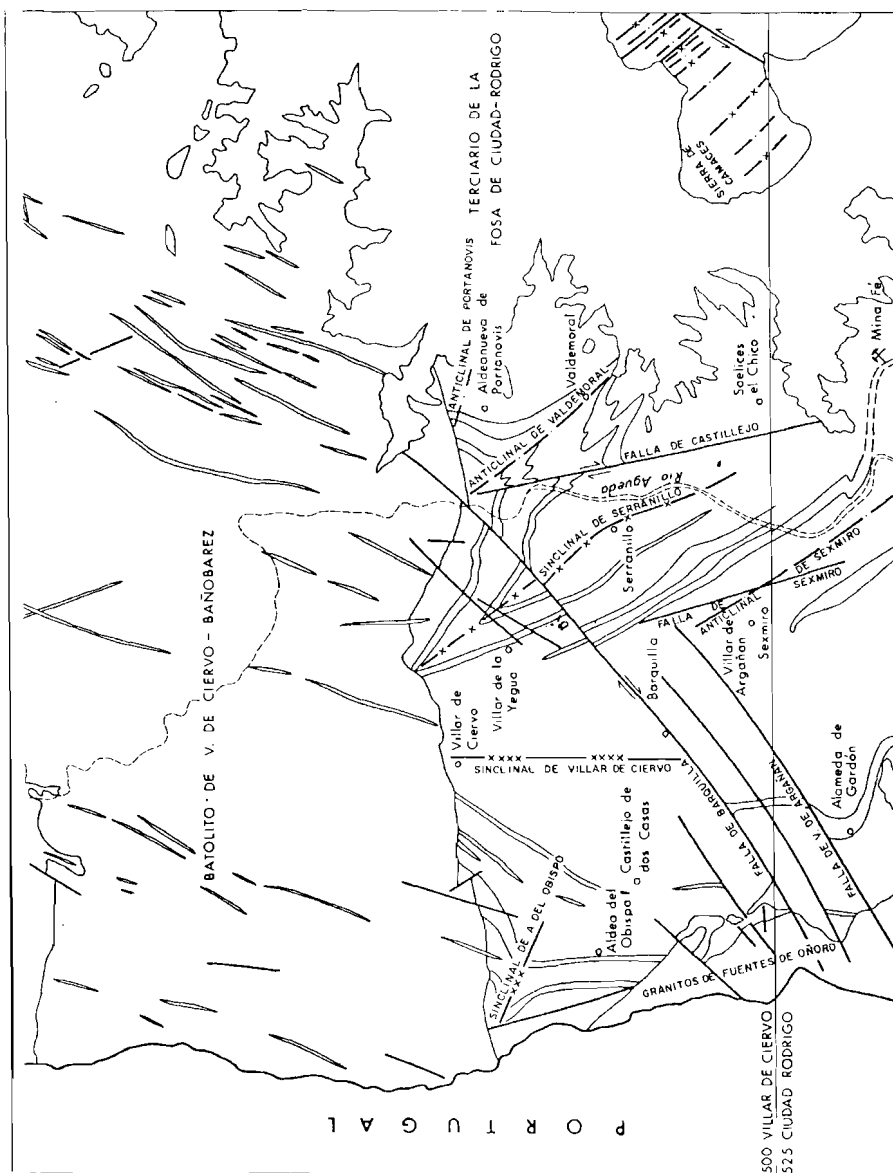 PORTUGAL
BATOLITO DE V. DE CIERVO - BAÑOBAREZ
TERCIARIO DE LA
FOSA DE CIUDAD-RODRIGO
ANTICLINAL DE PORTANOVIS
Aldeanueva de
Portanovis
ANTICLINAL DE VALDEMORAL
Valdemoral
FALLA DE CASTILLEJO
Saelices
el Chico
SIERRA DE
CAMACES
Mina Fé
Río Agueda
SINCLINAL DE SERRANILLO
Serranillo
Villar de
Ciervo
Villar de la
Yegua
SINCLINAL DE VILLAR DE CIERVO
Barquilla
FALLA DE BARQUILLA
FALLA DE SEXMIRO
ANTICLINAL DE SEXMIRO
Villar de
Argañan
Sexmiro
FALLA DE V. DE ARGAÑAN
Alameda de
Gardón
SINCLINAL DE A DEL OBISPO
Aldea del
Obispo
Castillejo de
dos Casas
GRANITOS DE FUENTES DE OÑORO
500 VILLAR DE CIERVO
525 CIUDAD RODRIGO